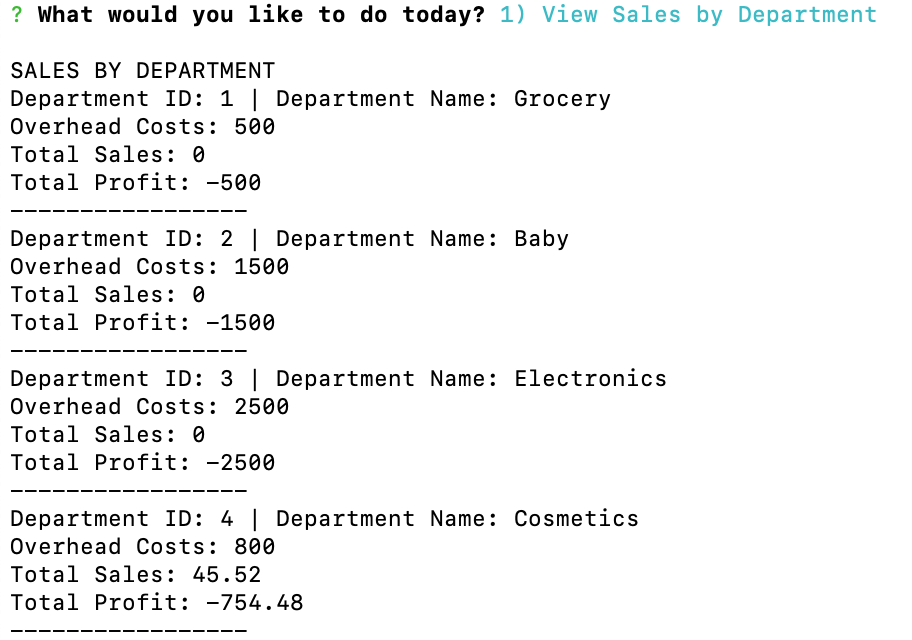 ? What would you like to do today? 1) View Sales by Department
SALES BY DEPARTMENT
Department ID: 1 | Department Name: Grocery
Overhead Costs: 500
Total Sales: 0
Total Profit: -500
-----------------
Department ID: 2 | Department Name: Baby
Overhead Costs: 1500
Total Sales: 0
Total Profit: -1500
-----------------
Department ID: 3 | Department Name: Electronics
Overhead Costs: 2500
Total Sales: 0
Total Profit: -2500
-----------------
Department ID: 4 | Department Name: Cosmetics
Overhead Costs: 800
Total Sales: 45.52
Total Profit: -754.48
-----------------